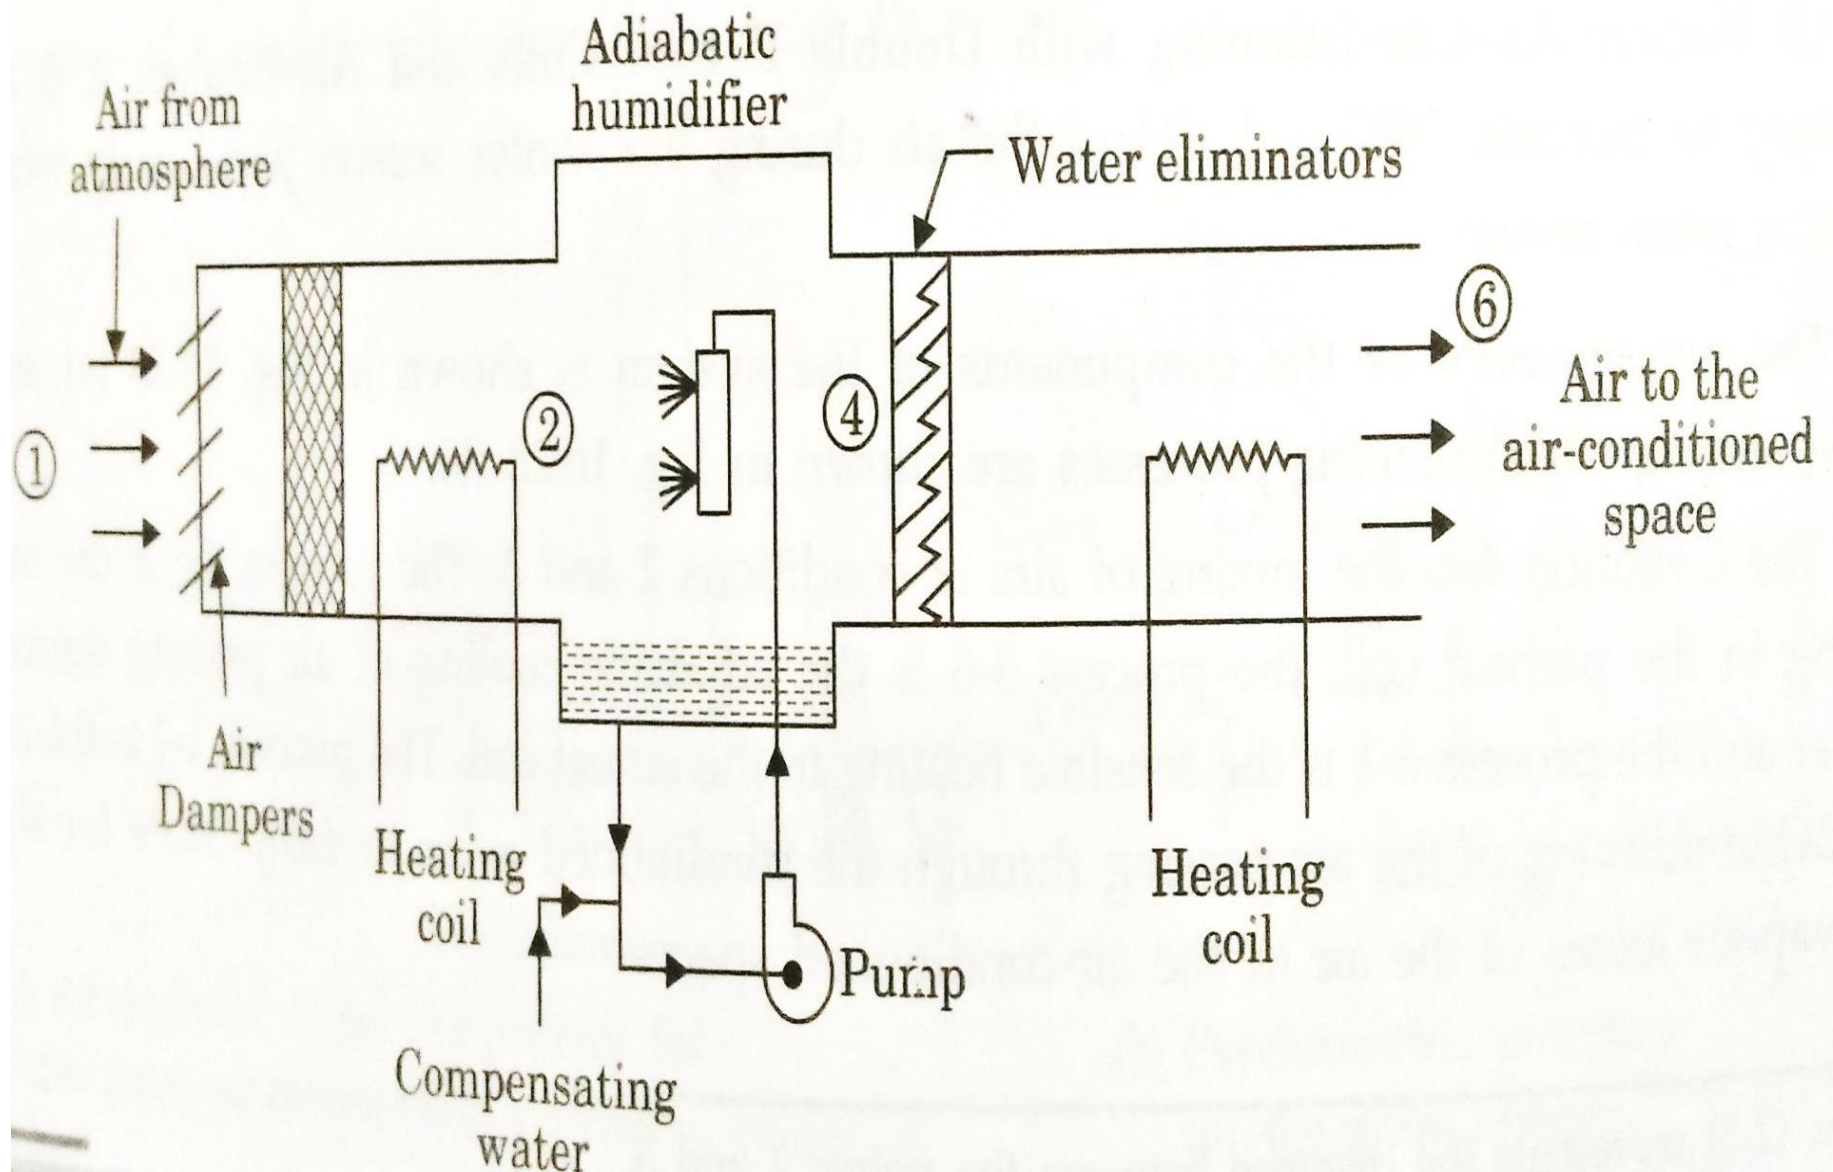 Adiabatic
humidifier
Air from
atmosphere
Water eliminators
①
②
④
⑥
Air to the
air-conditioned
space
Air
Dampers
Heating
coil
Pump
Heating
coil
Compensating
water